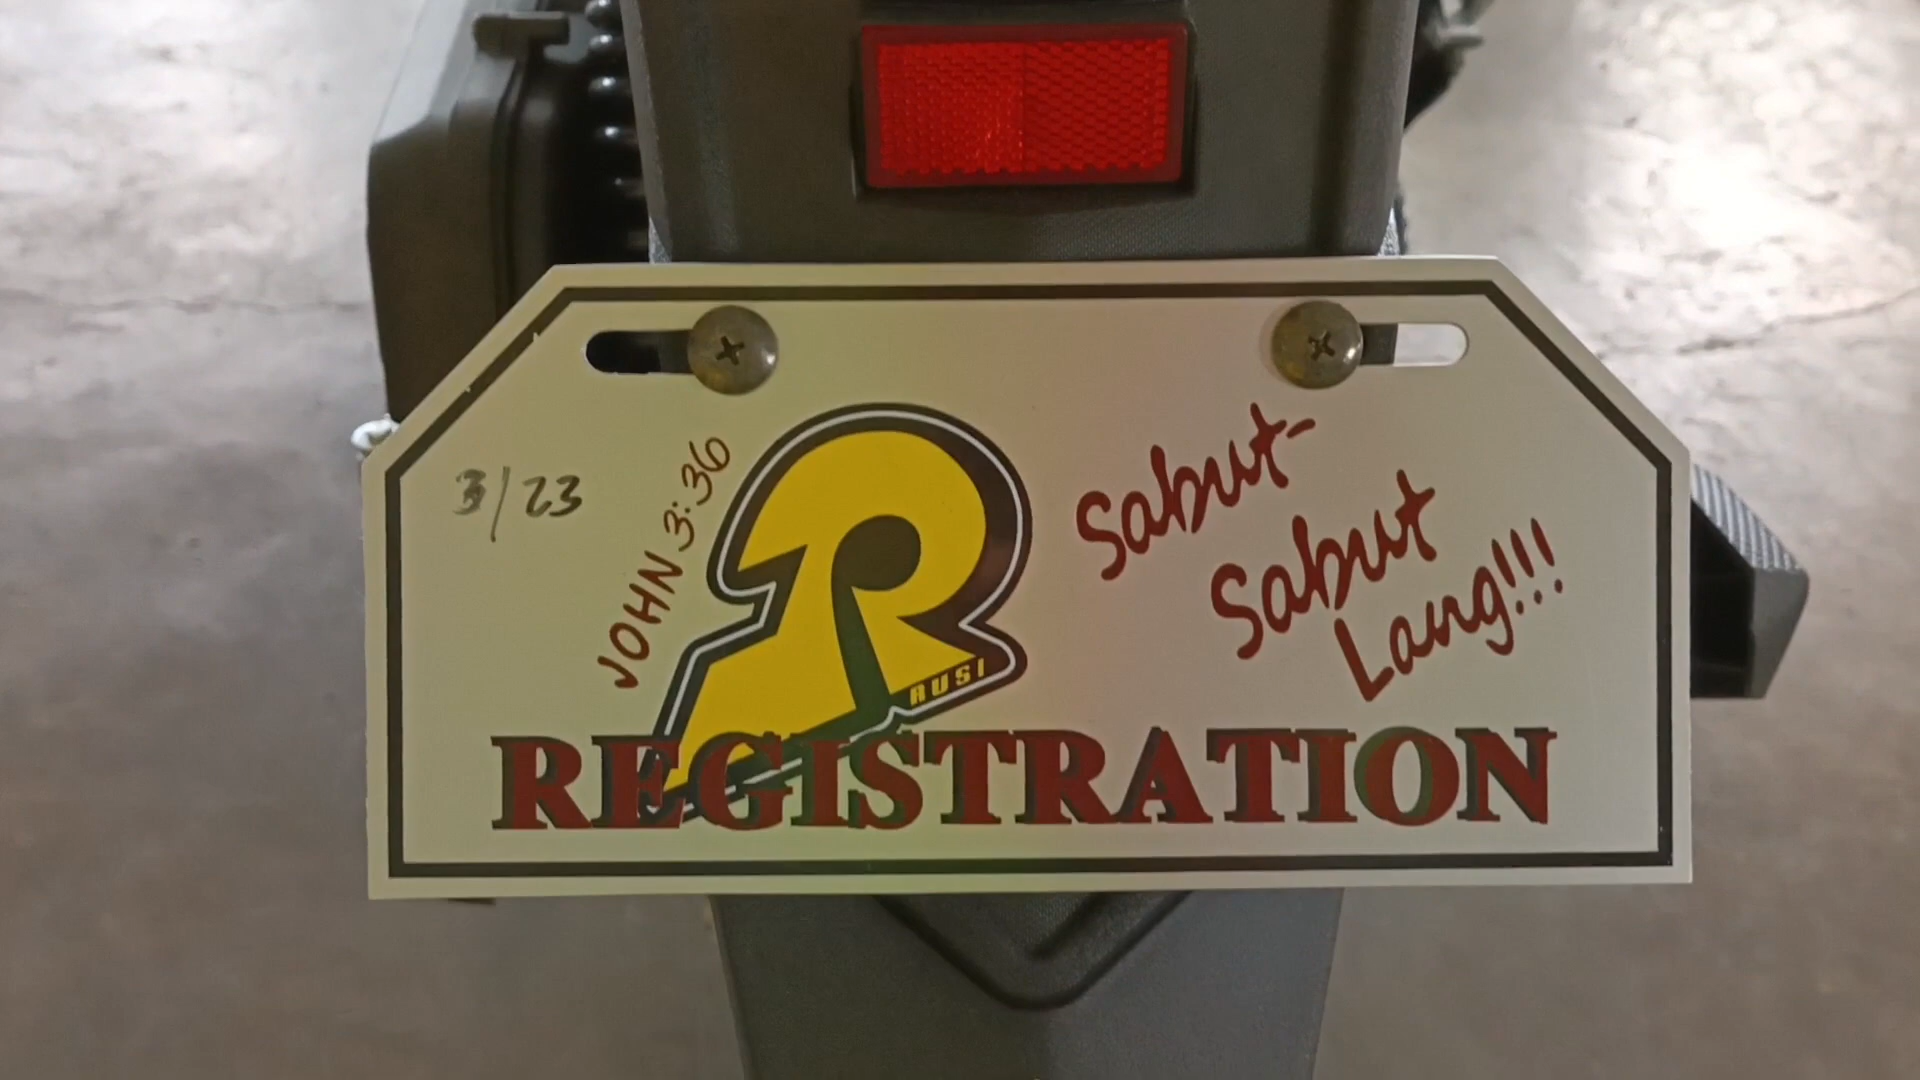 3/23
JOHN 3:36
Sabut-
Sabut
Lang!!!
RUSI
REGISTRATION